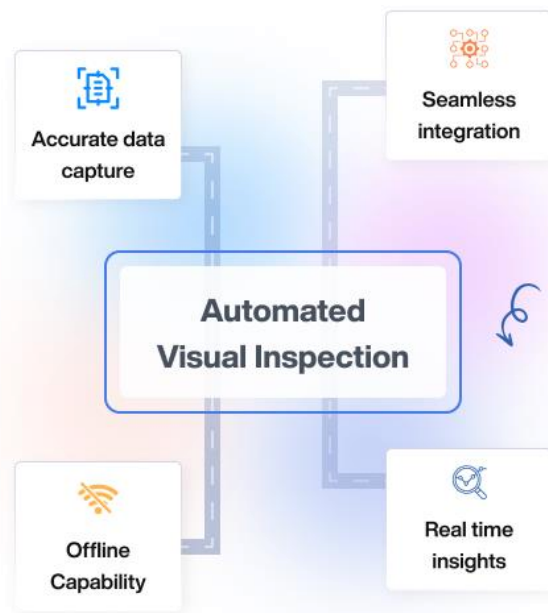 Accurate data
capture
Seamless
integration
Automated
Visual Inspection
Offline
Capability
Real time
insights